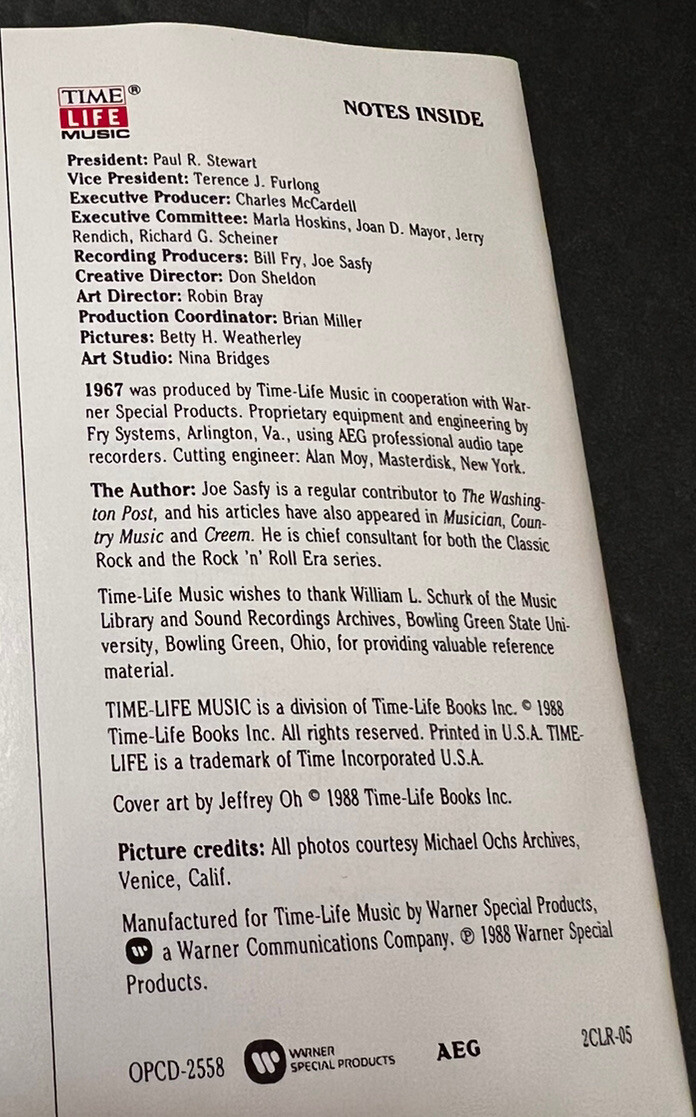 TIME ®
LIFE
MUSIC
NOTES INSIDE
President: Paul R. Stewart
Vice President: Terence J. Furlong
Executive Producer: Charles McCardell
Executive Committee: Marla Hoskins, Joan D. Mayor, Jerry
Rendich, Richard G. Scheiner
Recording Producers: Bill Fry, Joe Sasfy
Creative Director: Don Sheldon
Art Director: Robin Bray
Production Coordinator: Brian Miller
Pictures: Betty H. Weatherley
Art Studio: Nina Bridges
1967 was produced by Time-Life Music in cooperation with War-
ner Special Products. Proprietary equipment and engineering by
Fry Systems, Arlington, Va., using AEG professional audio tape
recorders. Cutting engineer: Alan Moy, Masterdisk, New York.
The Author: Joe Sasfy is a regular contributor to The Washing-
ton Post, and his articles have also appeared in Musician, Coun-
try Music and Creem. He is chief consultant for both the Classic
Rock and the Rock 'n' Roll Era series.
Time-Life Music wishes to thank William L. Schurk of the Music
Library and Sound Recordings Archives, Bowling Green State Uni-
versity, Bowling Green, Ohio, for providing valuable reference
material.
TIME-LIFE MUSIC is a division of Time-Life Books Inc. © 1988
Time-Life Books Inc. All rights reserved. Printed in U.S.A. TIME-
LIFE is a trademark of Time Incorporated U.S.A.
Cover art by Jeffrey Oh © 1988 Time-Life Books Inc.
Picture credits: All photos courtesy Michael Ochs Archives,
Venice, Calif.
Manufactured for Time-Life Music by Warner Special Products,
a Warner Communications Company. ℗ 1988 Warner Special
Products.
OPCD-2558
WARNER
SPECIAL PRODUCTS
AEG
2CLR-05